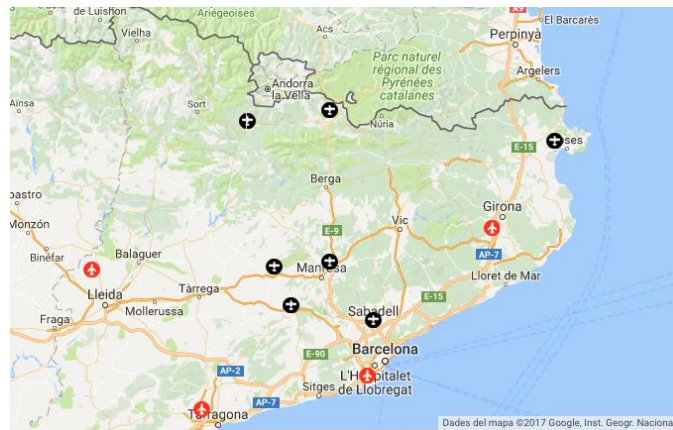 de Luishon
Ariégeoises
A9
El Barcarès
Vielha
Acs
Perpinyà
Parc naturel
régional des
Pyrénées
catalanes
Argelers
Andorra
la Vella
Aïnsa
Sort
Núria
E-15
ses
Berga
bastro
Girona
Monzón
E-9
Vic
Binéfar
Balaguer
AP-7
Manresa
Lloret de Mar
Lleida
Tàrrega
Mollerussa
E-15
Fraga
Sabadell
Barcelona
E-90
AP-2
L'Hospitalet
de Llobregat
Sitges
AP-7
Tarragona
Dades del mapa ©2017 Google, Inst. Geogr. Naciona